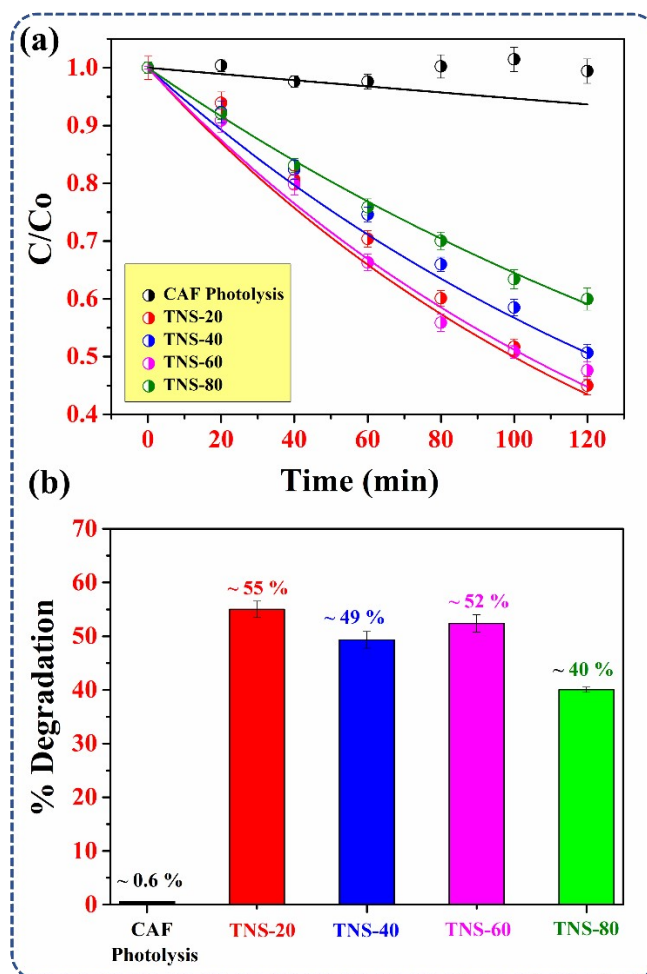 (a)
1.0
0.9
0.8
0.7
0.6
0.5
0.4
C/Co
CAF Photolysis
TNS-20
TNS-40
TNS-60
TNS-80
0 20 40 60 80 100 120
Time (min)
(b)
70
60
50
40
30
20
10
0
% Degradation
~ 0.6 %
~ 55 %
~ 49 %
~ 52 %
~ 40 %
CAF
Photolysis
TNS-20 TNS-40 TNS-60 TNS-80